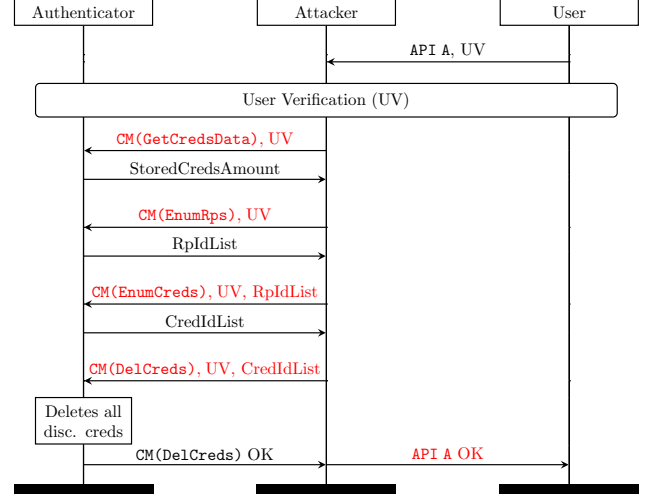 Authenticator
Attacker
User
API A, UV
User Verification (UV)
CM(GetCredsData), UV
StoredCredsAmount
CM(EnumRps), UV
RpIdList
CM(EnumCreds), UV, RpIdList
CredIdList
CM(DelCreds), UV, CredIdList
Deletes all
disc. creds
CM(DelCreds) OK
API A OK